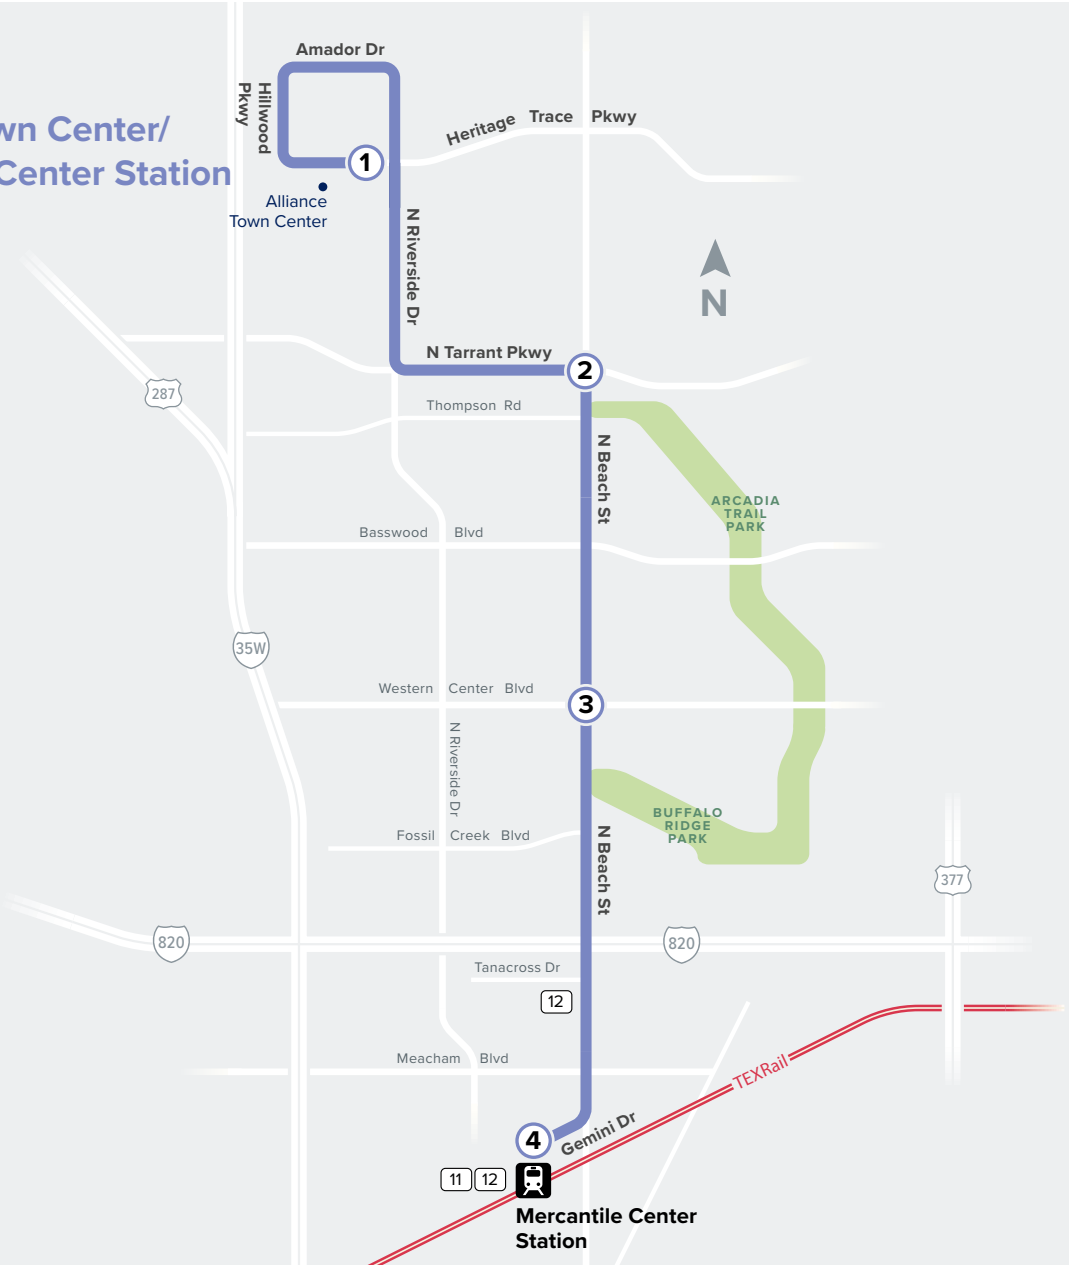 Amador Dr
Hillwood
Pkwy
wn Center/
Center Station
Heritage Trace Pkwy
1
Alliance
Town Center
N Riverside Dr
N
N Tarrant Pkwy
2
287
Thompson Rd
N Beach St
ARCADIA
TRAIL
PARK
Basswood Blvd
35W
Western Center Blvd
3
N Riverside Dr
BUFFALO
RIDGE
PARK
Fossil Creek Blvd
N Beach St
377
820
820
Tanacross Dr
12
Meacham Blvd
TEXRail
Gemini Dr
4
11 12
Mercantile Center
Station